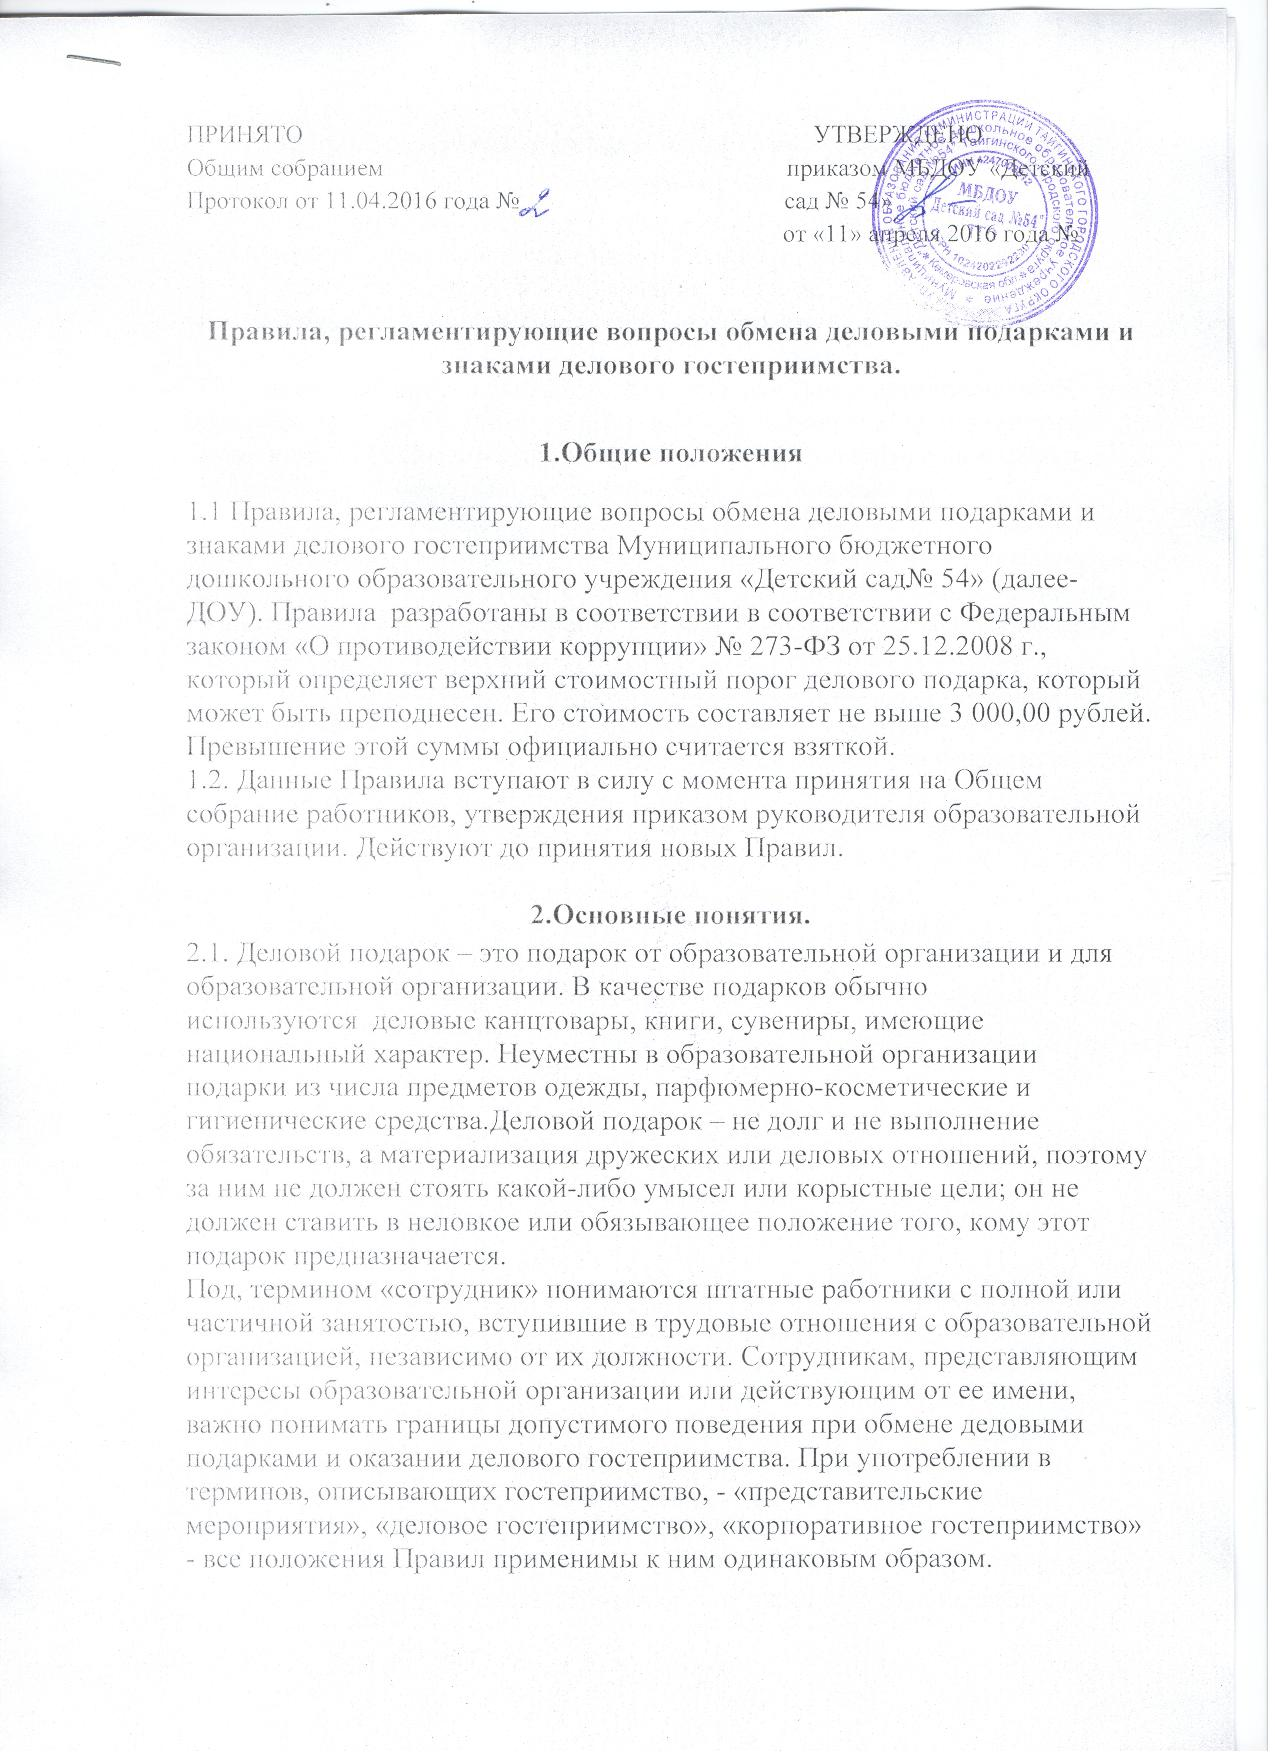 ПРИНЯТО
Общим собранием
Протокол от 11.04.2016 года № 2
УТВЕРЖДЕНО
приказом МБДОУ «Детский
сад № 54»
от «11» апреля 2016 года №
МБДОУ
"Детский сад №54"
Правила, регламентирующие вопросы обмена деловыми подарками и
знаками делового гостеприимства.
1.Общие положения
1.1 Правила, регламентирующие вопросы обмена деловыми подарками и
знаками делового гостеприимства Муниципального бюджетного
дошкольного образовательного учреждения «Детский сад№ 54» (далее-
ДОУ). Правила разработаны в соответствии в соответствии с Федеральным
законом «О противодействии коррупции» № 273-ФЗ от 25.12.2008 г.,
который определяет верхний стоимостный порог делового подарка, который
может быть преподнесен. Его стоимость составляет не выше 3 000,00 рублей.
Превышение этой суммы официально считается взяткой.
1.2. Данные Правила вступают в силу с момента принятия на Общем
собрание работников, утверждения приказом руководителя образовательной
организации. Действуют до принятия новых Правил.
2.Основные понятия.
2.1. Деловой подарок – это подарок от образовательной организации и для
образовательной организации. В качестве подарков обычно
используются деловые канцтовары, книги, сувениры, имеющие
национальный характер. Неуместны в образовательной организации
подарки из числа предметов одежды, парфюмерно-косметические и
гигиенические средства.Деловой подарок – не долг и не выполнение
обязательств, а материализация дружеских или деловых отношений, поэтому
за ним не должен стоять какой-либо умысел или корыстные цели; он не
должен ставить в неловкое или обязывающее положение того, кому этот
подарок предназначается.
Под, термином «сотрудник» понимаются штатные работники с полной или
частичной занятостью, вступившие в трудовые отношения с образовательной
организацией, независимо от их должности. Сотрудникам, представляющим
интересы образовательной организации или действующим от ее имени,
важно понимать границы допустимого поведения при обмене дедовыми
подарками и оказании делового гостеприимства. При употреблении в
терминов, описывающих гостеприимство, - «представительские
мероприятия», «деловое гостеприимство», «корпоративное гостеприимство»
- все положения Правил применимы к ним одинаковым образом.